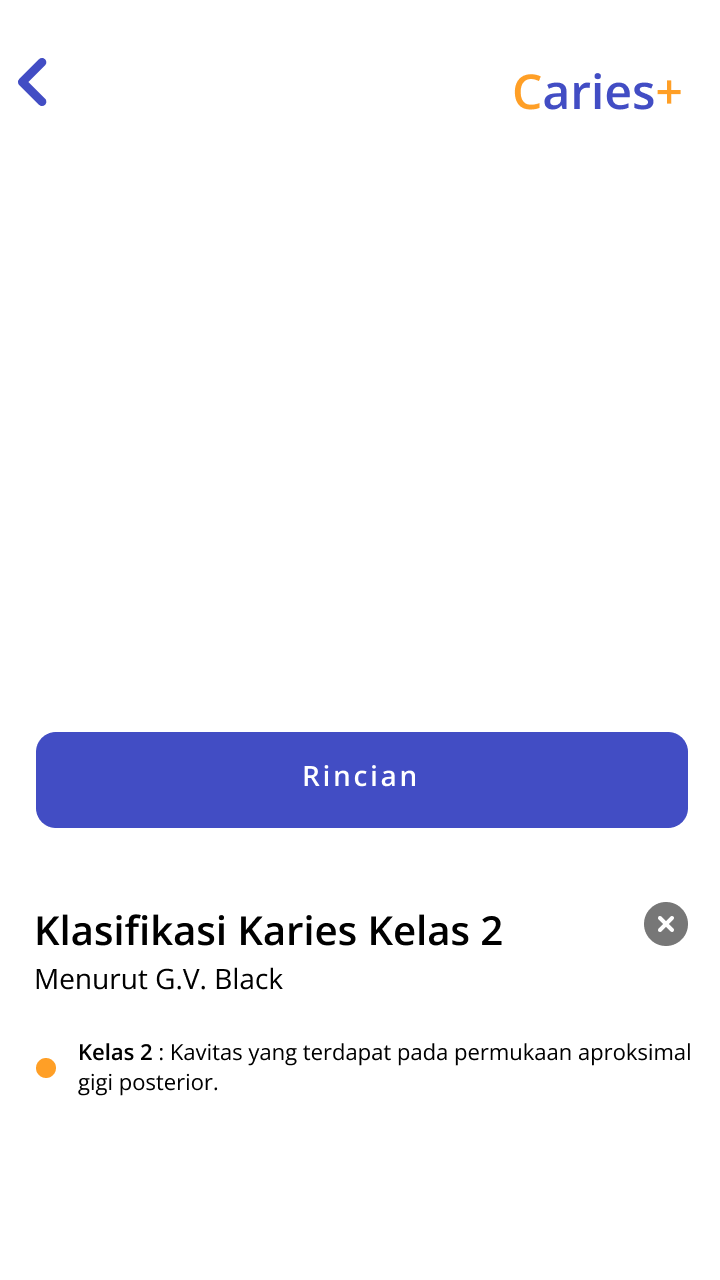 Caries+
Rincian
Klasifikasi Karies Kelas 2
Menurut G.V. Black
Kelas 2 : Kavitas yang terdapat pada permukaan aproksimal
gigi posterior.